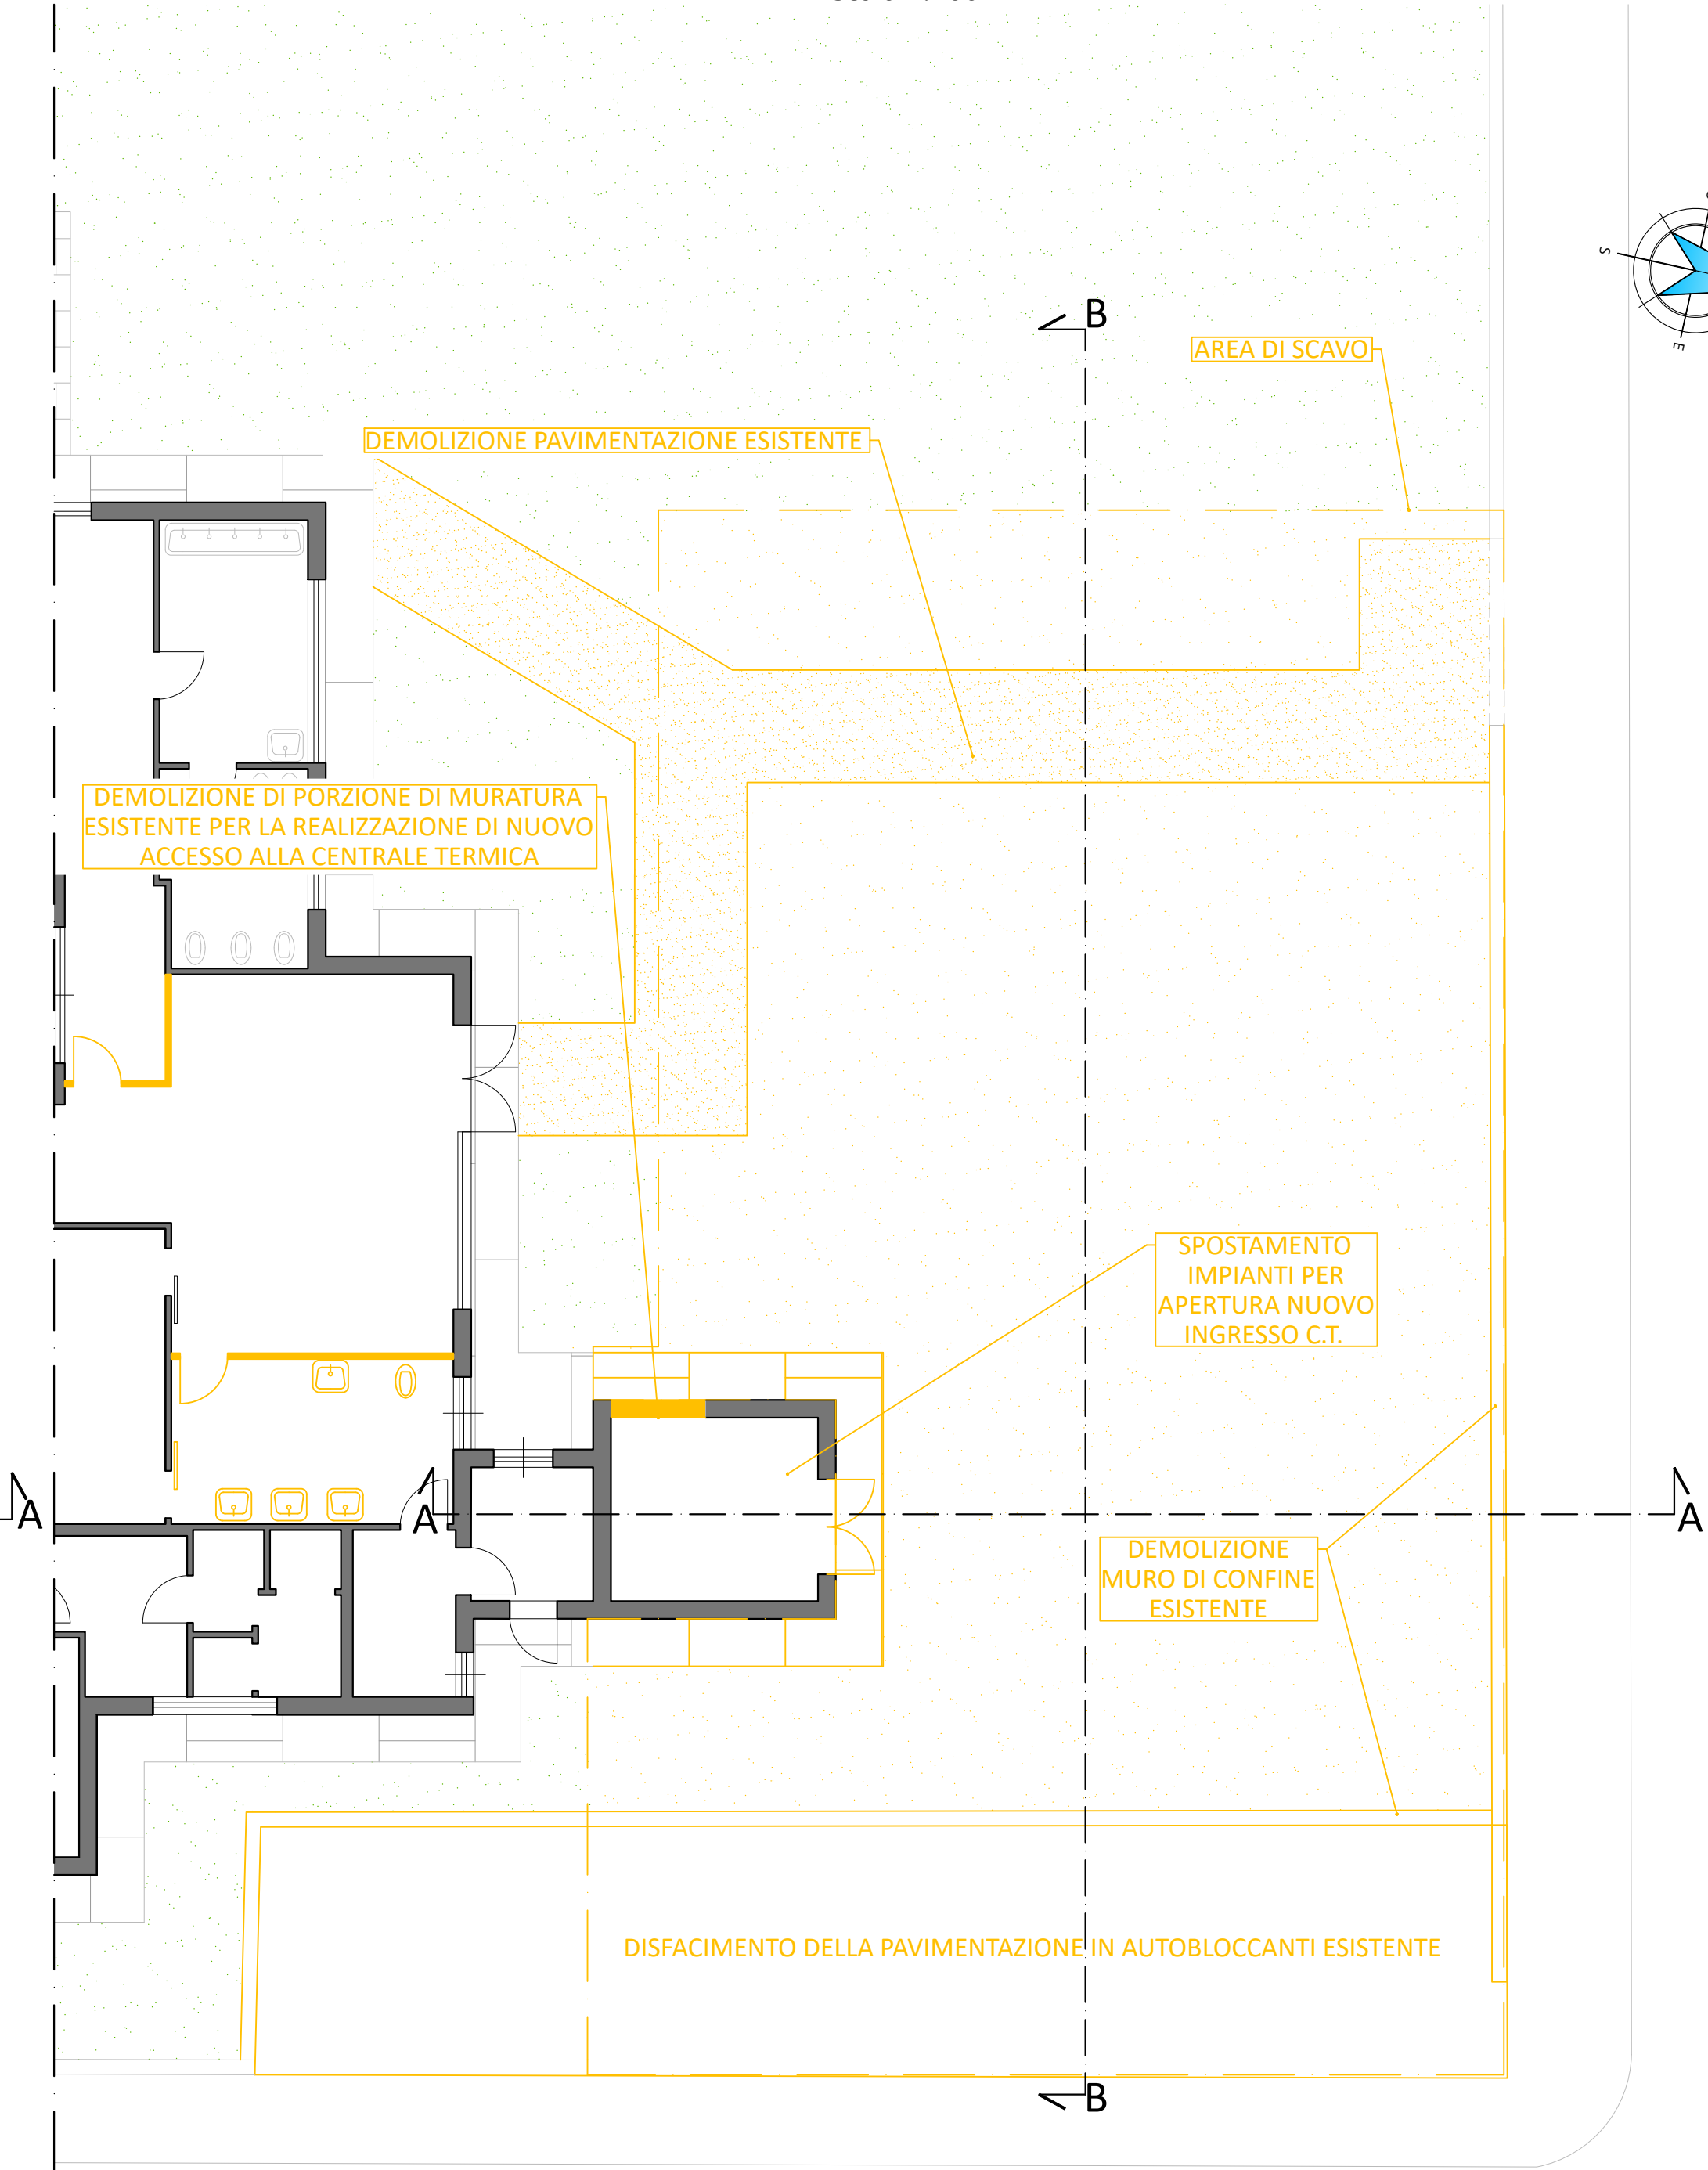 B
AREA DI SCAVO
S
E
DEMOLIZIONE PAVIMENTAZIONE ESISTENTE
DEMOLIZIONE DI PORZIONE DI MURATURA
ESISTENTE PER LA REALIZZAZIONE DI NUOVO
ACCESSO ALLA CENTRALE TERMICA
SPOSTAMENTO
IMPIANTI PER
APERTURA NUOVO
INGRESSO C.T.
A
A
A
DEMOLIZIONE
MURO DI CONFINE
ESISTENTE
DISFACIMENTO DELLA PAVIMENTAZIONE IN AUTOBLOCCANTI ESISTENTE
B